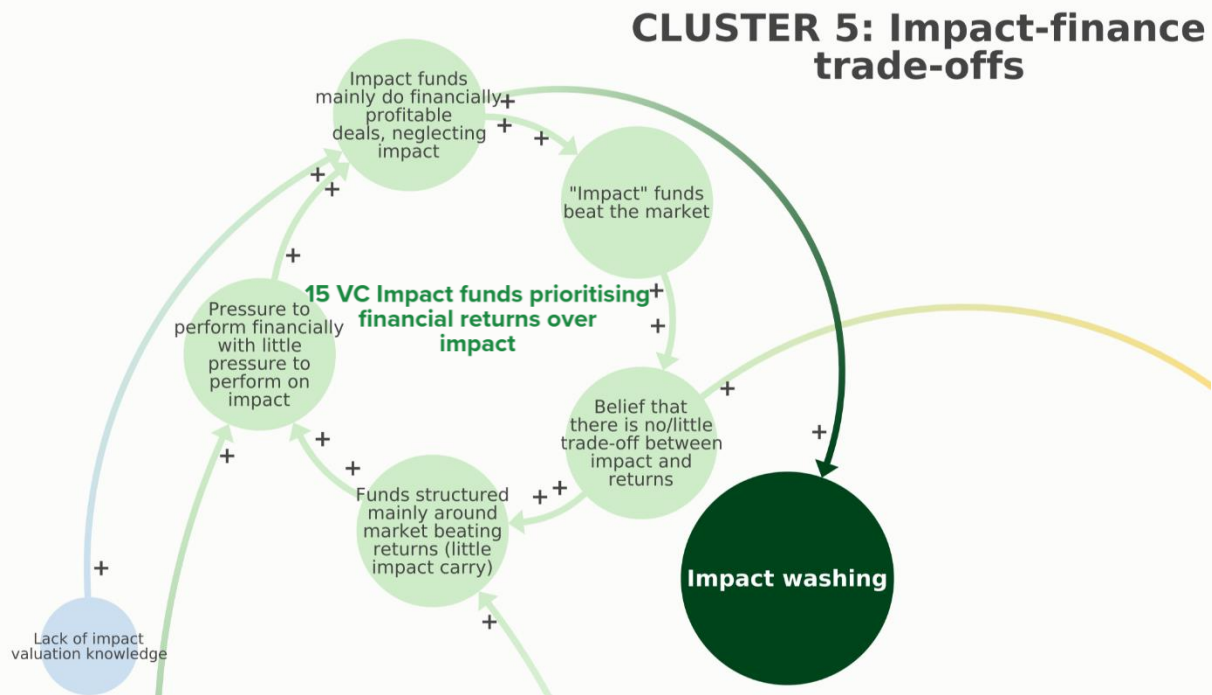 CLUSTER 5: Impact-finance
trade-offs
Impact funds
mainly do financially
profitable
deals, neglecting
impact
+
+
+
"Impact" funds
beat the market
+
+
+
15 VC Impact funds prioritising
financial returns over
impact
+
+
Pressure to
perform financially
with little
pressure to
perform on
impact
+
Belief that
there is no/little
trade-off between
impact and
returns
+
+
+
+
+
+
Funds structured
mainly around
market beating
returns (little
impact carry)
+
Impact washing
+
Lack of impact
valuation knowledge
+